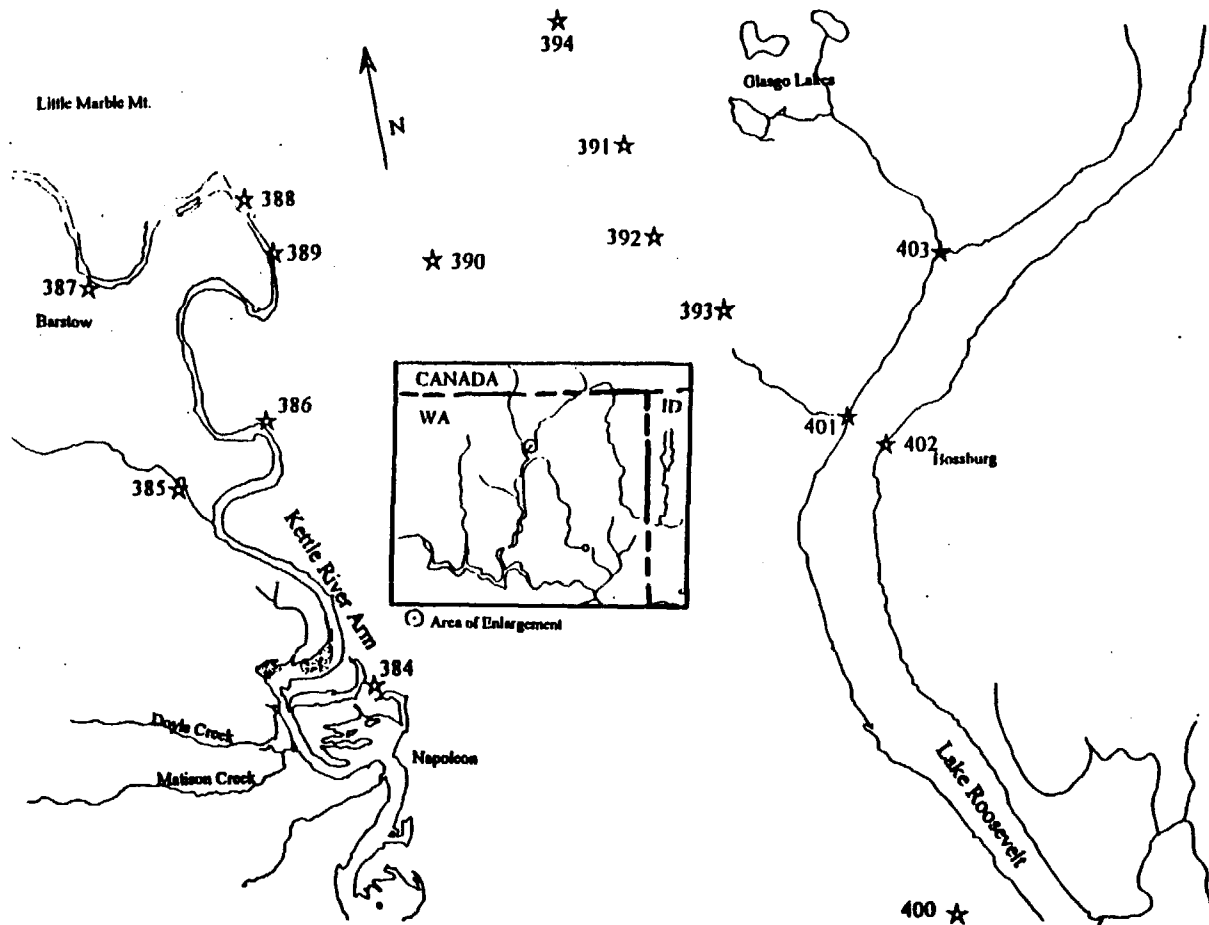 394
Little Marble Mt.
Glasgo Lakes
N
391
388
392
389
390
403
387
Barstow
393
CANADA
WA
ID
386
401
402
385
Kettle River Arm
Area of Enlargement
384
Doyle Creek
Napoleon
Matison Creek
Lake Roosevelt
400